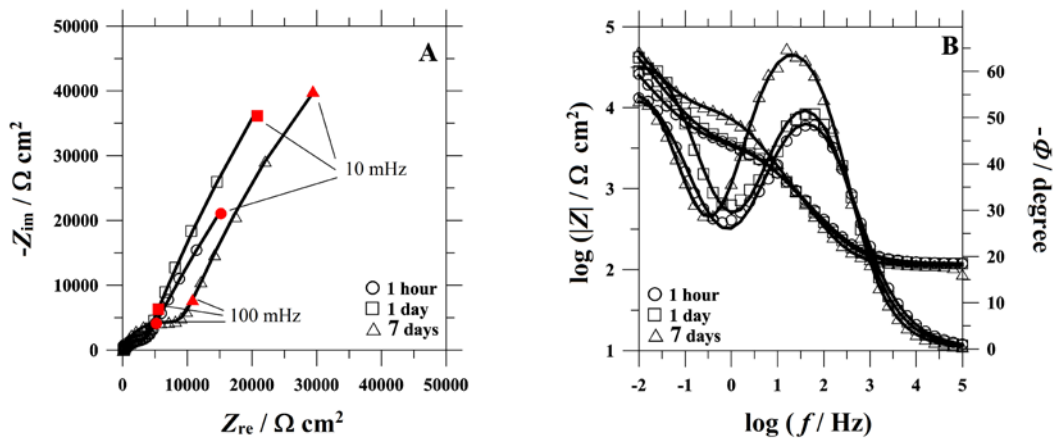 A
50000
40000
30000
20000
10000
0
-Zim / Ω cm²
10 mHz
100 mHz
1 hour
1 day
7 days
0 10000 20000 30000 40000 50000
Zre / Ω cm²
B
5
4
3
2
1
log (|Z| / Ω cm²)
60
50
40
30
20
10
0
-Φ / degree
1 hour
1 day
7 days
-2 -1 0 1 2 3 4 5
log (f / Hz)